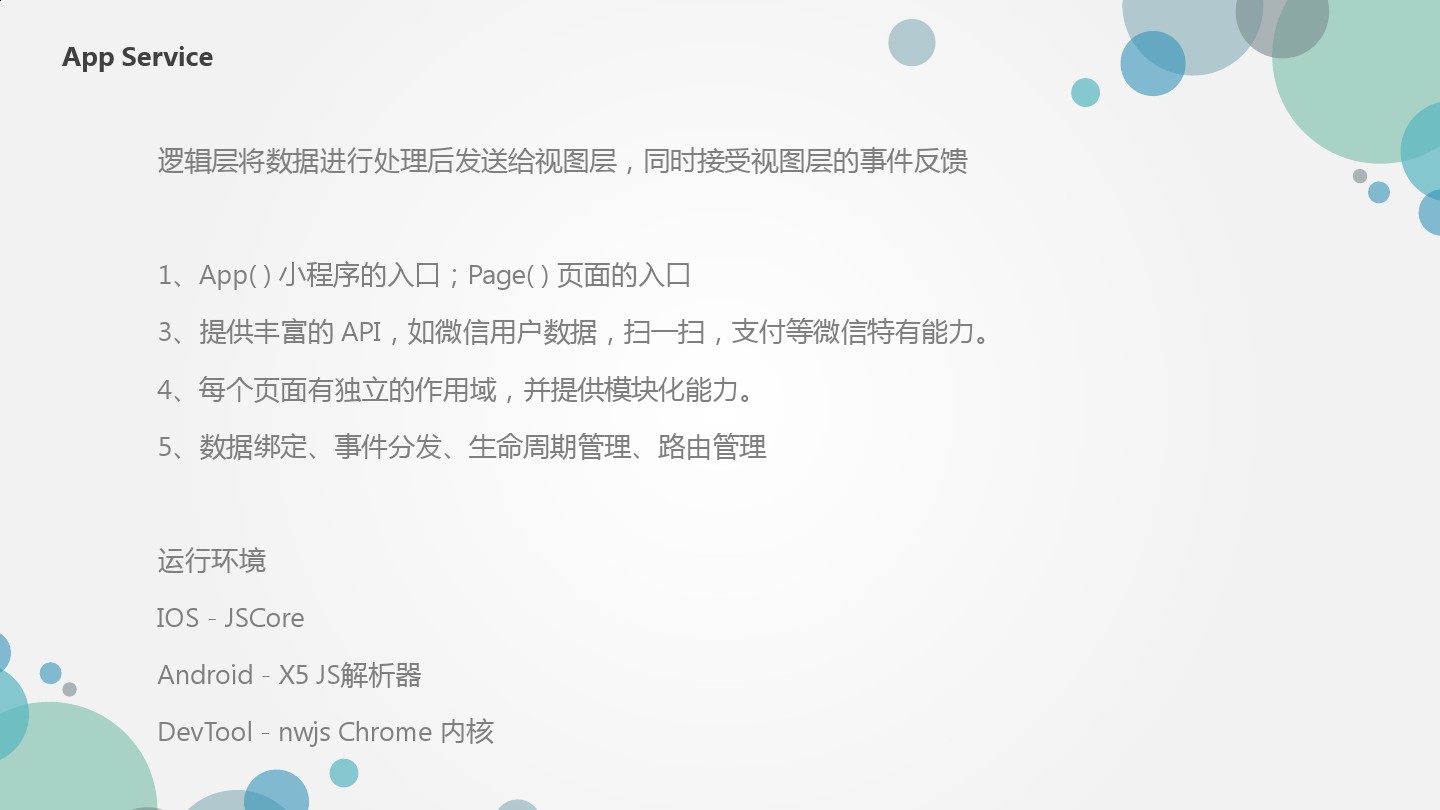 App Service
逻辑层将数据进行处理后发送给视图层，同时接受视图层的事件反馈
1、App( ) 小程序的入口；Page( ) 页面的入口
3、提供丰富的 API，如微信用户数据，扫一扫，支付等微信特有能力。
4、每个页面有独立的作用域，并提供模块化能力。
5、数据绑定、事件分发、生命周期管理、路由管理
运行环境
IOS - JSCore
Android - X5 JS解析器
DevTool - nwjs Chrome 内核